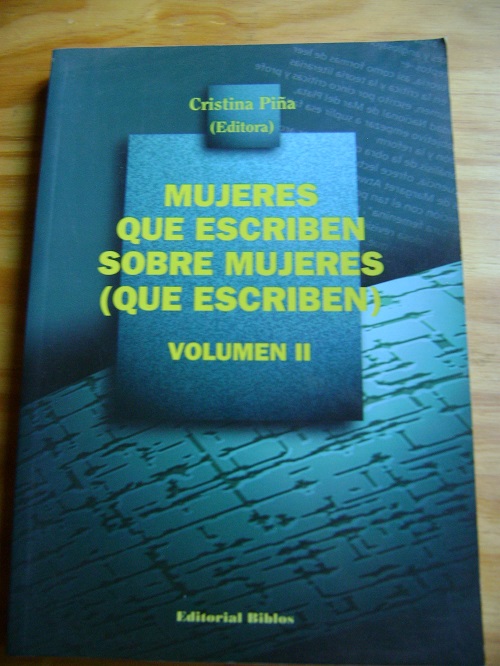 Cristina Piña
(Editora)
MUJERES
QUE ESCRIBEN
SOBRE MUJERES
(QUE ESCRIBEN)
VOLUMEN II
Editorial Biblos